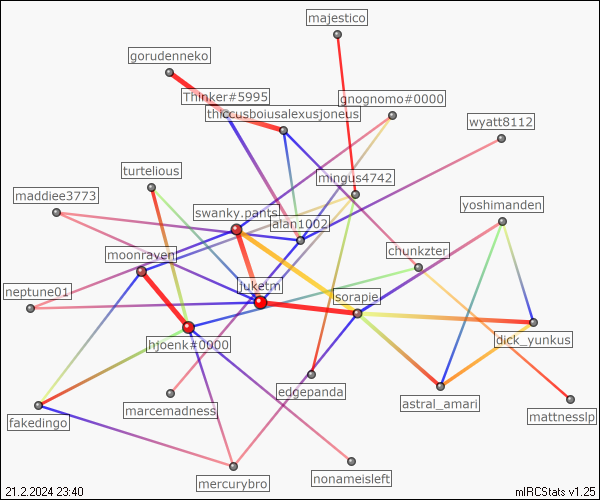 majestico
gorudenneko
Thinker#5995
gnognomo#0000
thiccusboiusalexusjoneus
wyatt8112
turtelious
mingus4742
maddiee3773
yoshimanden
swanky.pants
alan1002
moonraven
chunkzter
neptune01
juketm
sorapie
hjoenk#0000
dick_yunkus
edgepanda
marcemadness
astral_amari
mattnesslp
fakedingo
mercurybro
nonameisleft
21.2.2024 23:40
mIRCStats v1.25